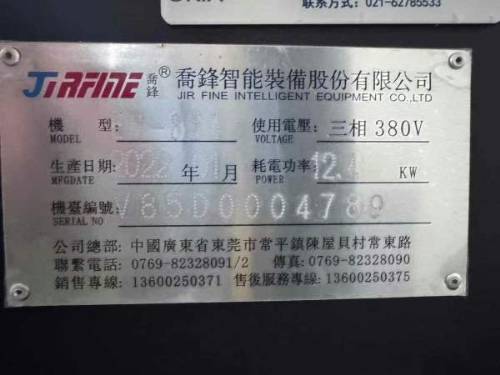 联系方式：021-62785533
JIRFINE 喬鋒 ® 喬鋒智能裝備股份有限公司
JIR FINE INTELLIGENT EQUIPMENT CO.,LTD
機 型: 使用電壓: 三相 380V
MODEL VOLTAGE
生産日期: 2022 年 月 耗電功率: 12. KW
MFGDATE POWER
機臺編號: V85D0004789
SERIAL NO
公司總部: 中國廣東省東莞市常平鎮陳屋貝村常東路
聯繫電話: 0769-82328091/2 傳真: 0769-82328090
銷售專線: 13600250371 售後服務專線: 13600250375